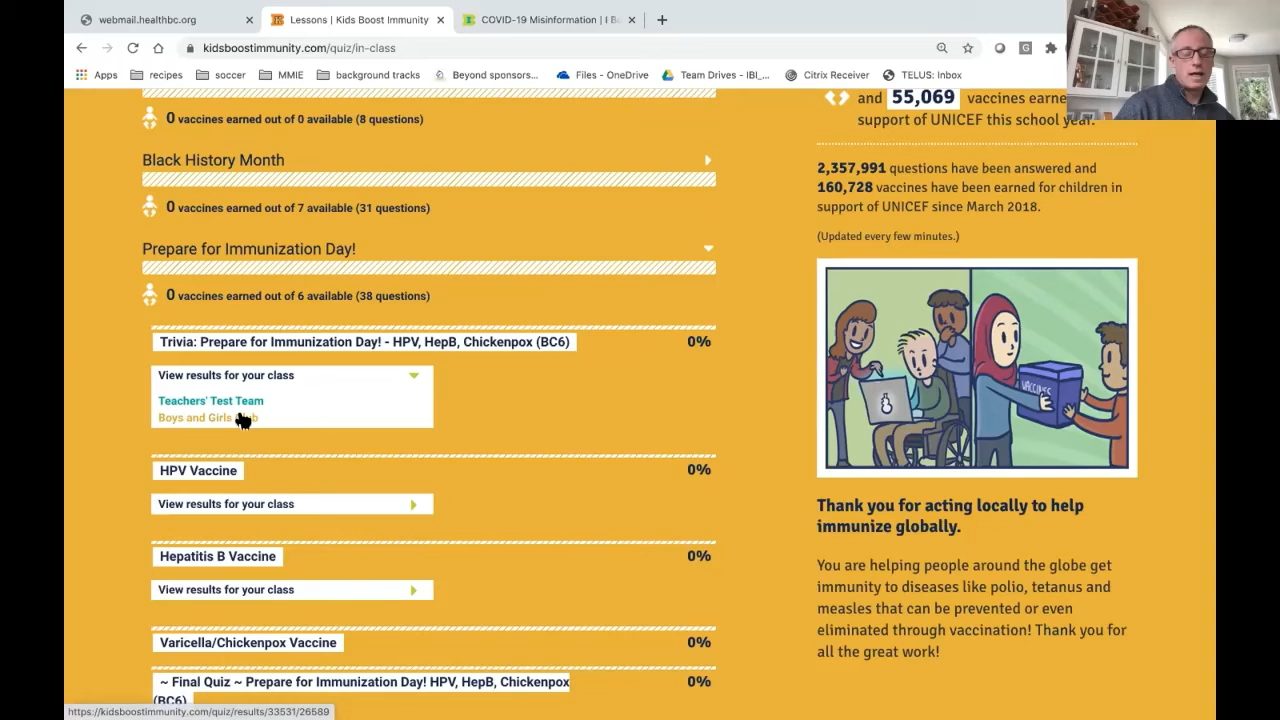 webmail.healthbc.org
Lessons | Kids Boost Immunity
COVID-19 Misinformation | I B
kidsboostimmunity.com/quiz/in-class
Apps
recipes
soccer
MMIE
background tracks
Beyond sponsors...
Files - OneDrive
Team Drives - IBI_...
Citrix Receiver
TELUS: Inbox
0 vaccines earned out of 0 available (8 questions)
Black History Month
0 vaccines earned out of 7 available (31 questions)
Prepare for Immunization Day!
0 vaccines earned out of 6 available (38 questions)
Trivia: Prepare for Immunization Day! - HPV, HepB, Chickenpox (BC6) 0%
View results for your class
Teachers' Test Team
Boys and Girls
HPV Vaccine 0%
View results for your class
Hepatitis B Vaccine 0%
View results for your class
Varicella/Chickenpox Vaccine 0%
~ Final Quiz ~ Prepare for Immunization Day! HPV, HepB, Chickenpox 0%
(BC6)
https://kidsboostimmunity.com/quiz/results/33531/26589
and 55,069 vaccines earne
support of UNICEF this school year.
2,357,991 questions have been answered and
160,728 vaccines have been earned for children in
support of UNICEF since March 2018.
(Updated every few minutes.)
VACCINES
Thank you for acting locally to help
immunize globally.
You are helping people around the globe get
immunity to diseases like polio, tetanus and
measles that can be prevented or even
eliminated through vaccination! Thank you for
all the great work!